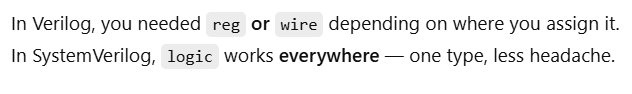 In Verilog, you needed reg or wire depending on where you assign it.
In SystemVerilog, logic works everywhere — one type, less headache.